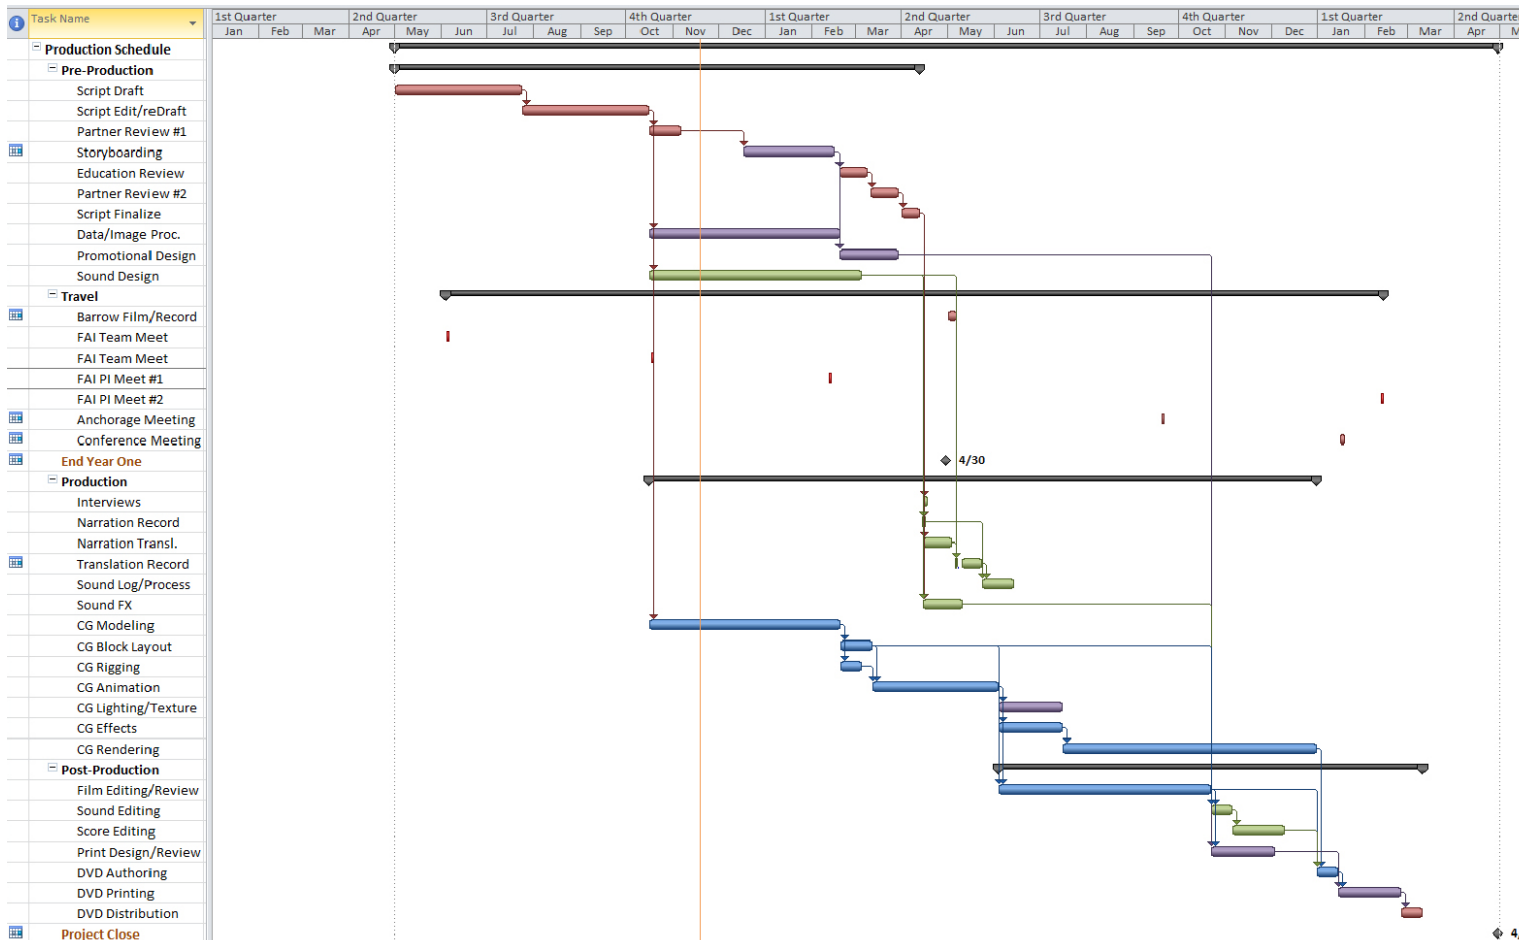 Task Name
1st Quarter 2nd Quarter 3rd Quarter 4th Quarter 1st Quarter 2nd Quarter 3rd Quarter 4th Quarter 1st Quarter 2nd Quarte
Jan Feb Mar Apr May Jun Jul Aug Sep Oct Nov Dec Jan Feb Mar Apr May Jun Jul Aug Sep Oct Nov Dec Jan Feb Mar Apr M
Production Schedule
Pre-Production
Script Draft
Script Edit/reDraft
Partner Review #1
Storyboarding
Education Review
Partner Review #2
Script Finalize
Data/Image Proc.
Promotional Design
Sound Design
Travel
Barrow Film/Record
FAI Team Meet
FAI Team Meet
FAI PI Meet #1
FAI PI Meet #2
Anchorage Meeting
Conference Meeting
End Year One 4/30
Production
Interviews
Narration Record
Narration Transl.
Translation Record
Sound Log/Process
Sound FX
CG Modeling
CG Block Layout
CG Rigging
CG Animation
CG Lighting/Texture
CG Effects
CG Rendering
Post-Production
Film Editing/Review
Sound Editing
Score Editing
Print Design/Review
DVD Authoring
DVD Printing
DVD Distribution
Project Close 4/